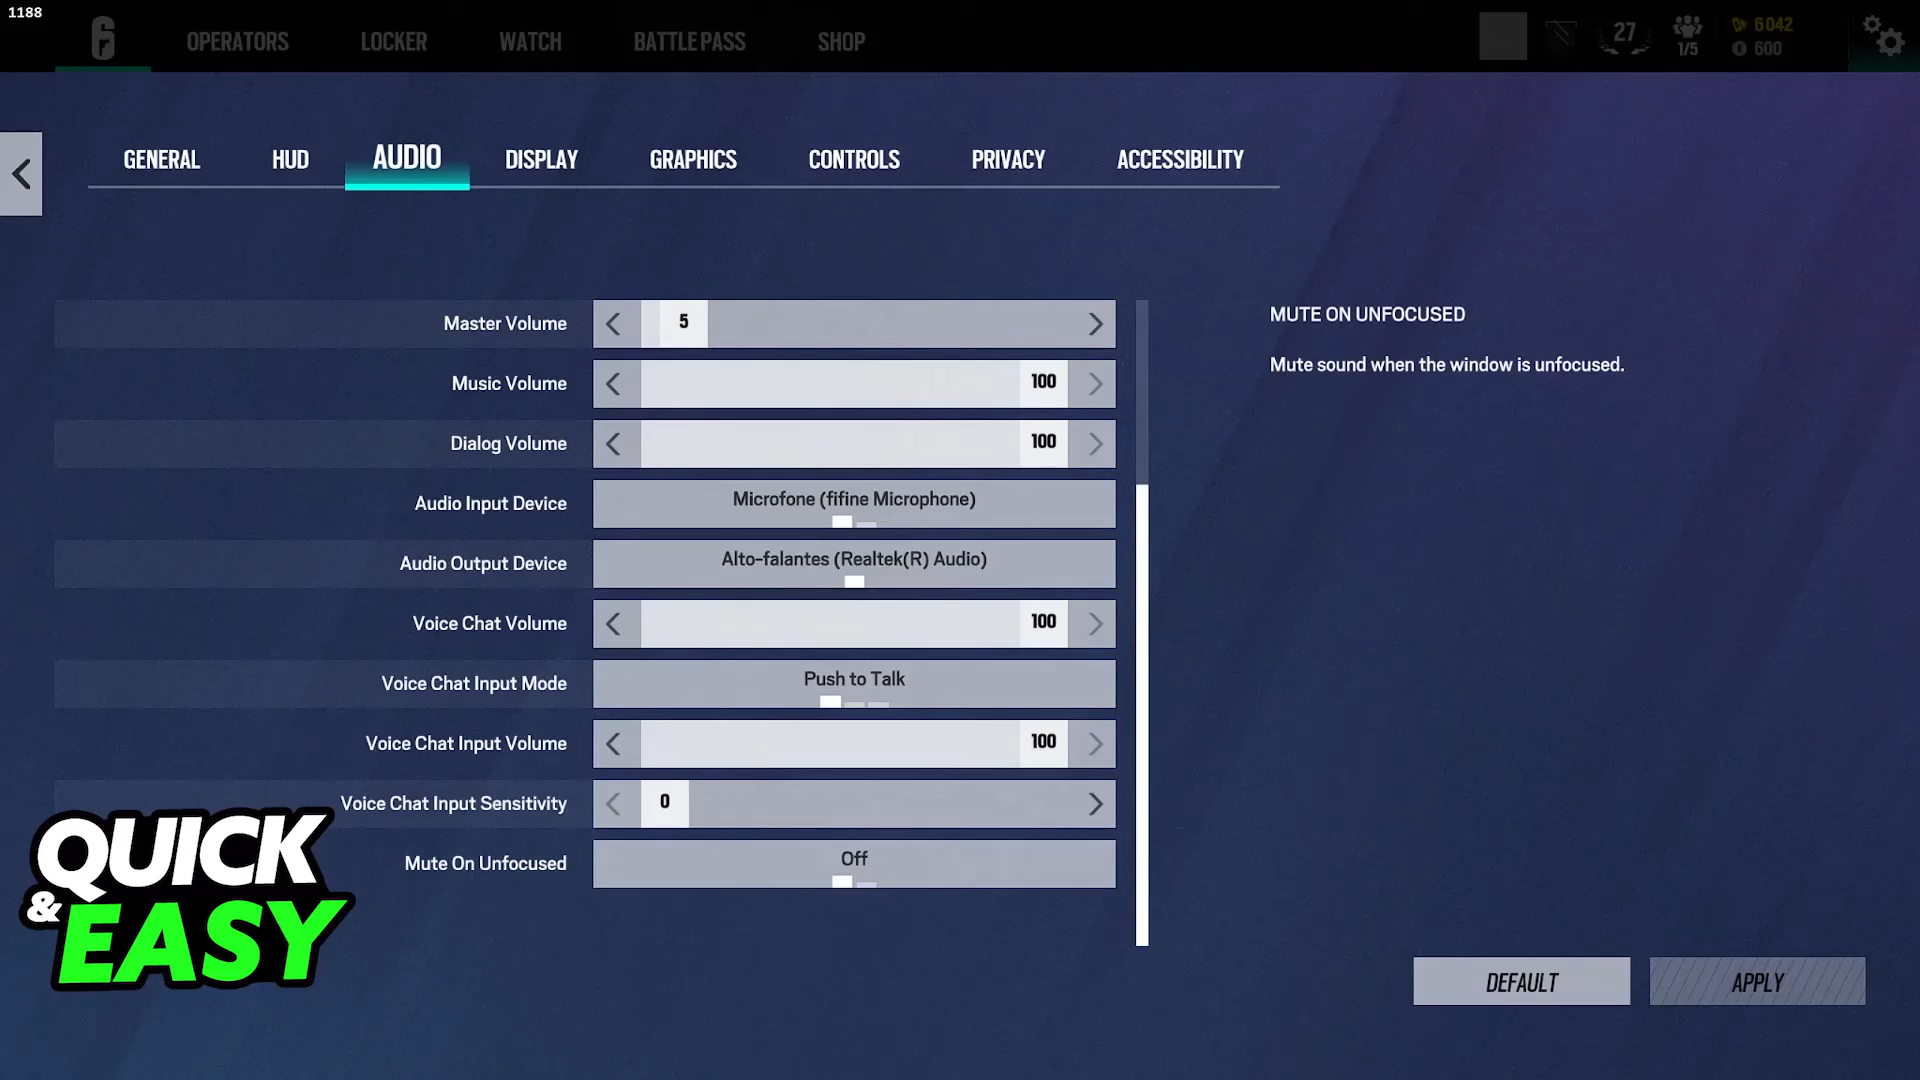 1188
OPERATORS LOCKER WATCH BATTLE PASS SHOP
27 1/5 6042 600
GENERAL HUD AUDIO DISPLAY GRAPHICS CONTROLS PRIVACY ACCESSIBILITY
Master Volume 5
Music Volume 100
Dialog Volume 100
Audio Input Device Microfone (fifine Microphone)
Audio Output Device Alto-falantes (Realtek(R) Audio)
Voice Chat Volume 100
Voice Chat Input Mode Push to Talk
Voice Chat Input Volume 100
Voice Chat Input Sensitivity 0
Mute On Unfocused Off
MUTE ON UNFOCUSED
Mute sound when the window is unfocused.
QUICK
& EASY
DEFAULT APPLY